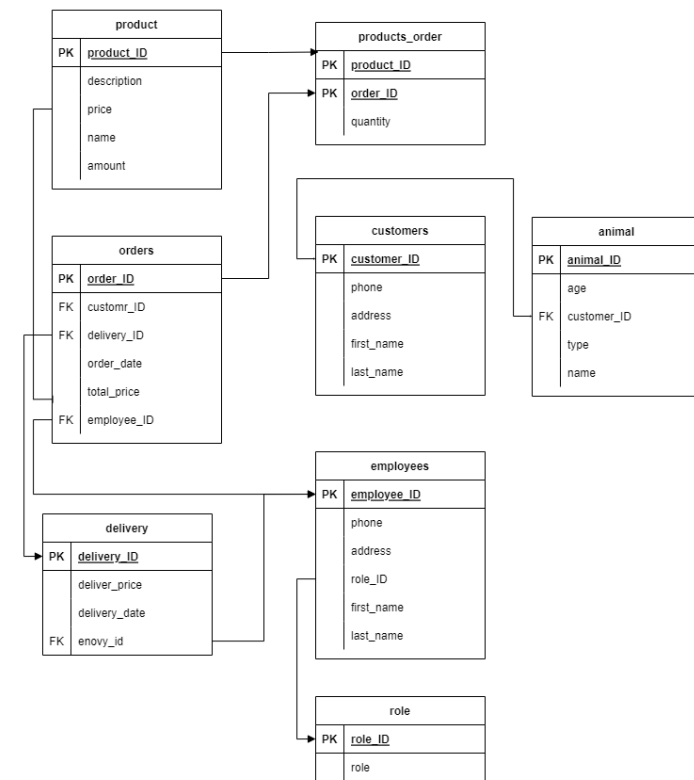 product
PK product_ID
description
price
name
amount
products_order
PK product_ID
PK order_ID
quantity
orders
PK order_ID
FK customr_ID
FK delivery_ID
order_date
total_price
FK employee_ID
customers
PK customer_ID
phone
address
first_name
last_name
animal
PK animal_ID
age
FK customer_ID
type
name
employees
PK employee_ID
phone
address
role_ID
first_name
last_name
delivery
PK delivery_ID
deliver_price
delivery_date
FK enovy_id
role
PK role_ID
role